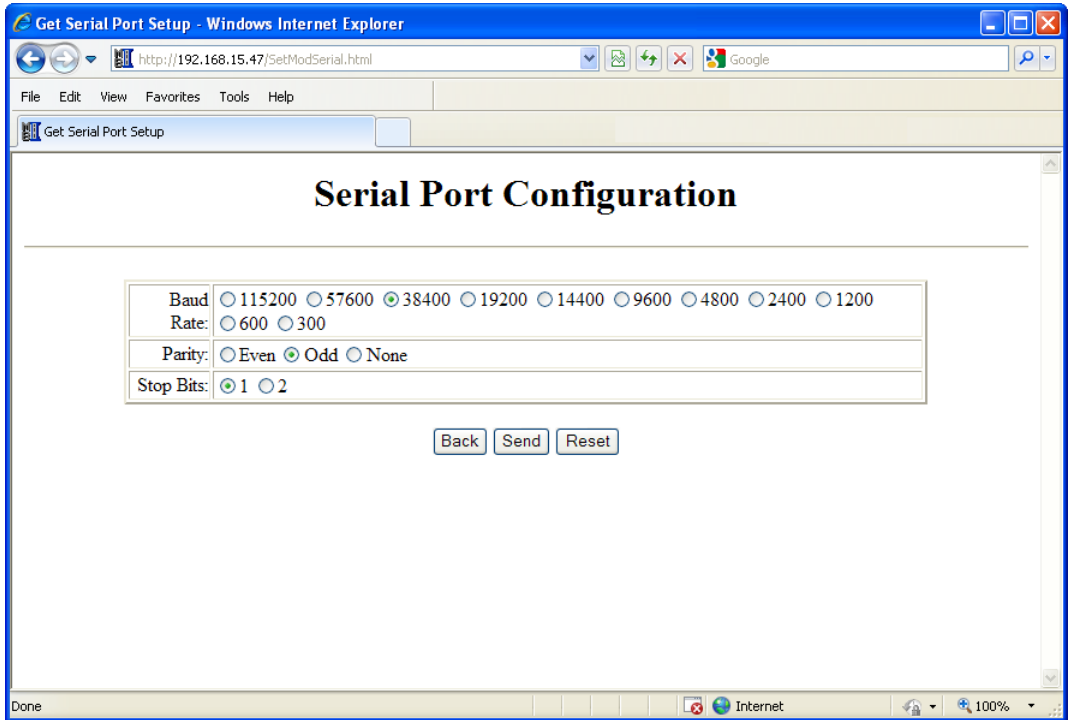 Get Serial Port Setup - Windows Internet Explorer
http://192.168.15.47/SetModSerial.html
Google
File Edit View Favorites Tools Help
Get Serial Port Setup
Serial Port Configuration
Baud Rate: 115200 57600 38400 19200 14400 9600 4800 2400 1200
600 300
Parity: Even Odd None
Stop Bits: 1 2
Back Send Reset
Done Internet 100%